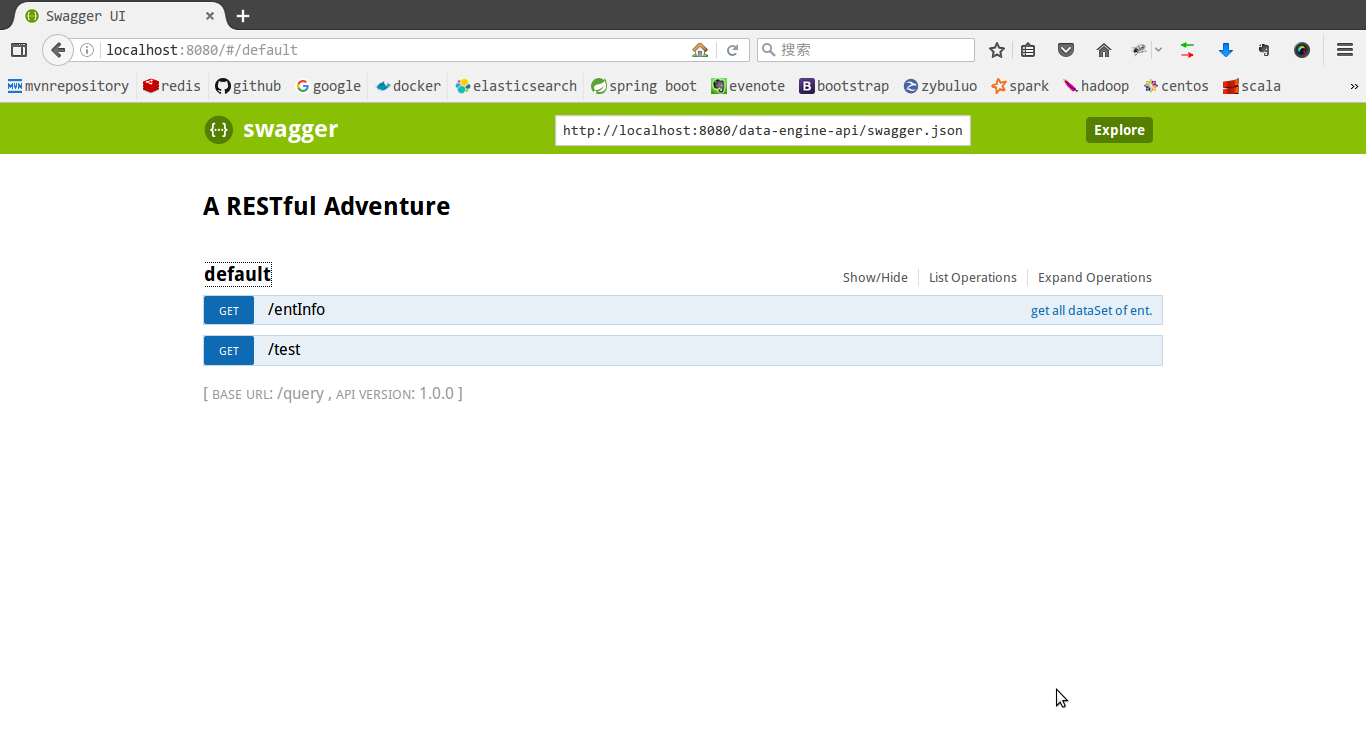 Swagger UI
localhost:8080/#/default
搜索
mvnrepository redis github google docker elasticsearch spring boot evenote bootstrap zybuluo spark hadoop centos scala »
{··} swagger http://localhost:8080/data-engine-api/swagger.json Explore
A RESTful Adventure
default Show/Hide List Operations Expand Operations
GET /entInfo get all dataSet of ent.
GET /test
[ BASE URL: /query , API VERSION: 1.0.0 ]